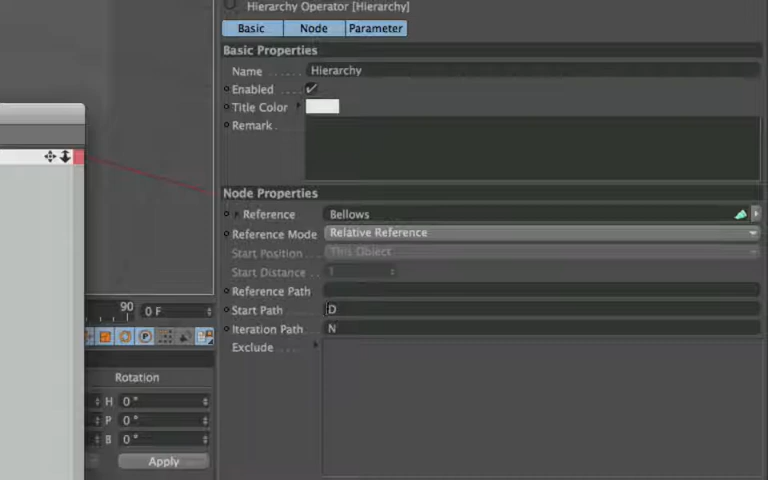 Hierarchy Operator [Hierarchy]
Basic Node Parameter
Basic Properties
Name Hierarchy
Enabled
Title Color
Remark
Node Properties
Reference Bellows
Reference Mode Relative Reference
Start Position This Object
Start Distance 1
Reference Path
Start Path D
Iteration Path N
Exclude
90 0 F
Rotation
H 0 °
P 0 °
B 0 °
Apply